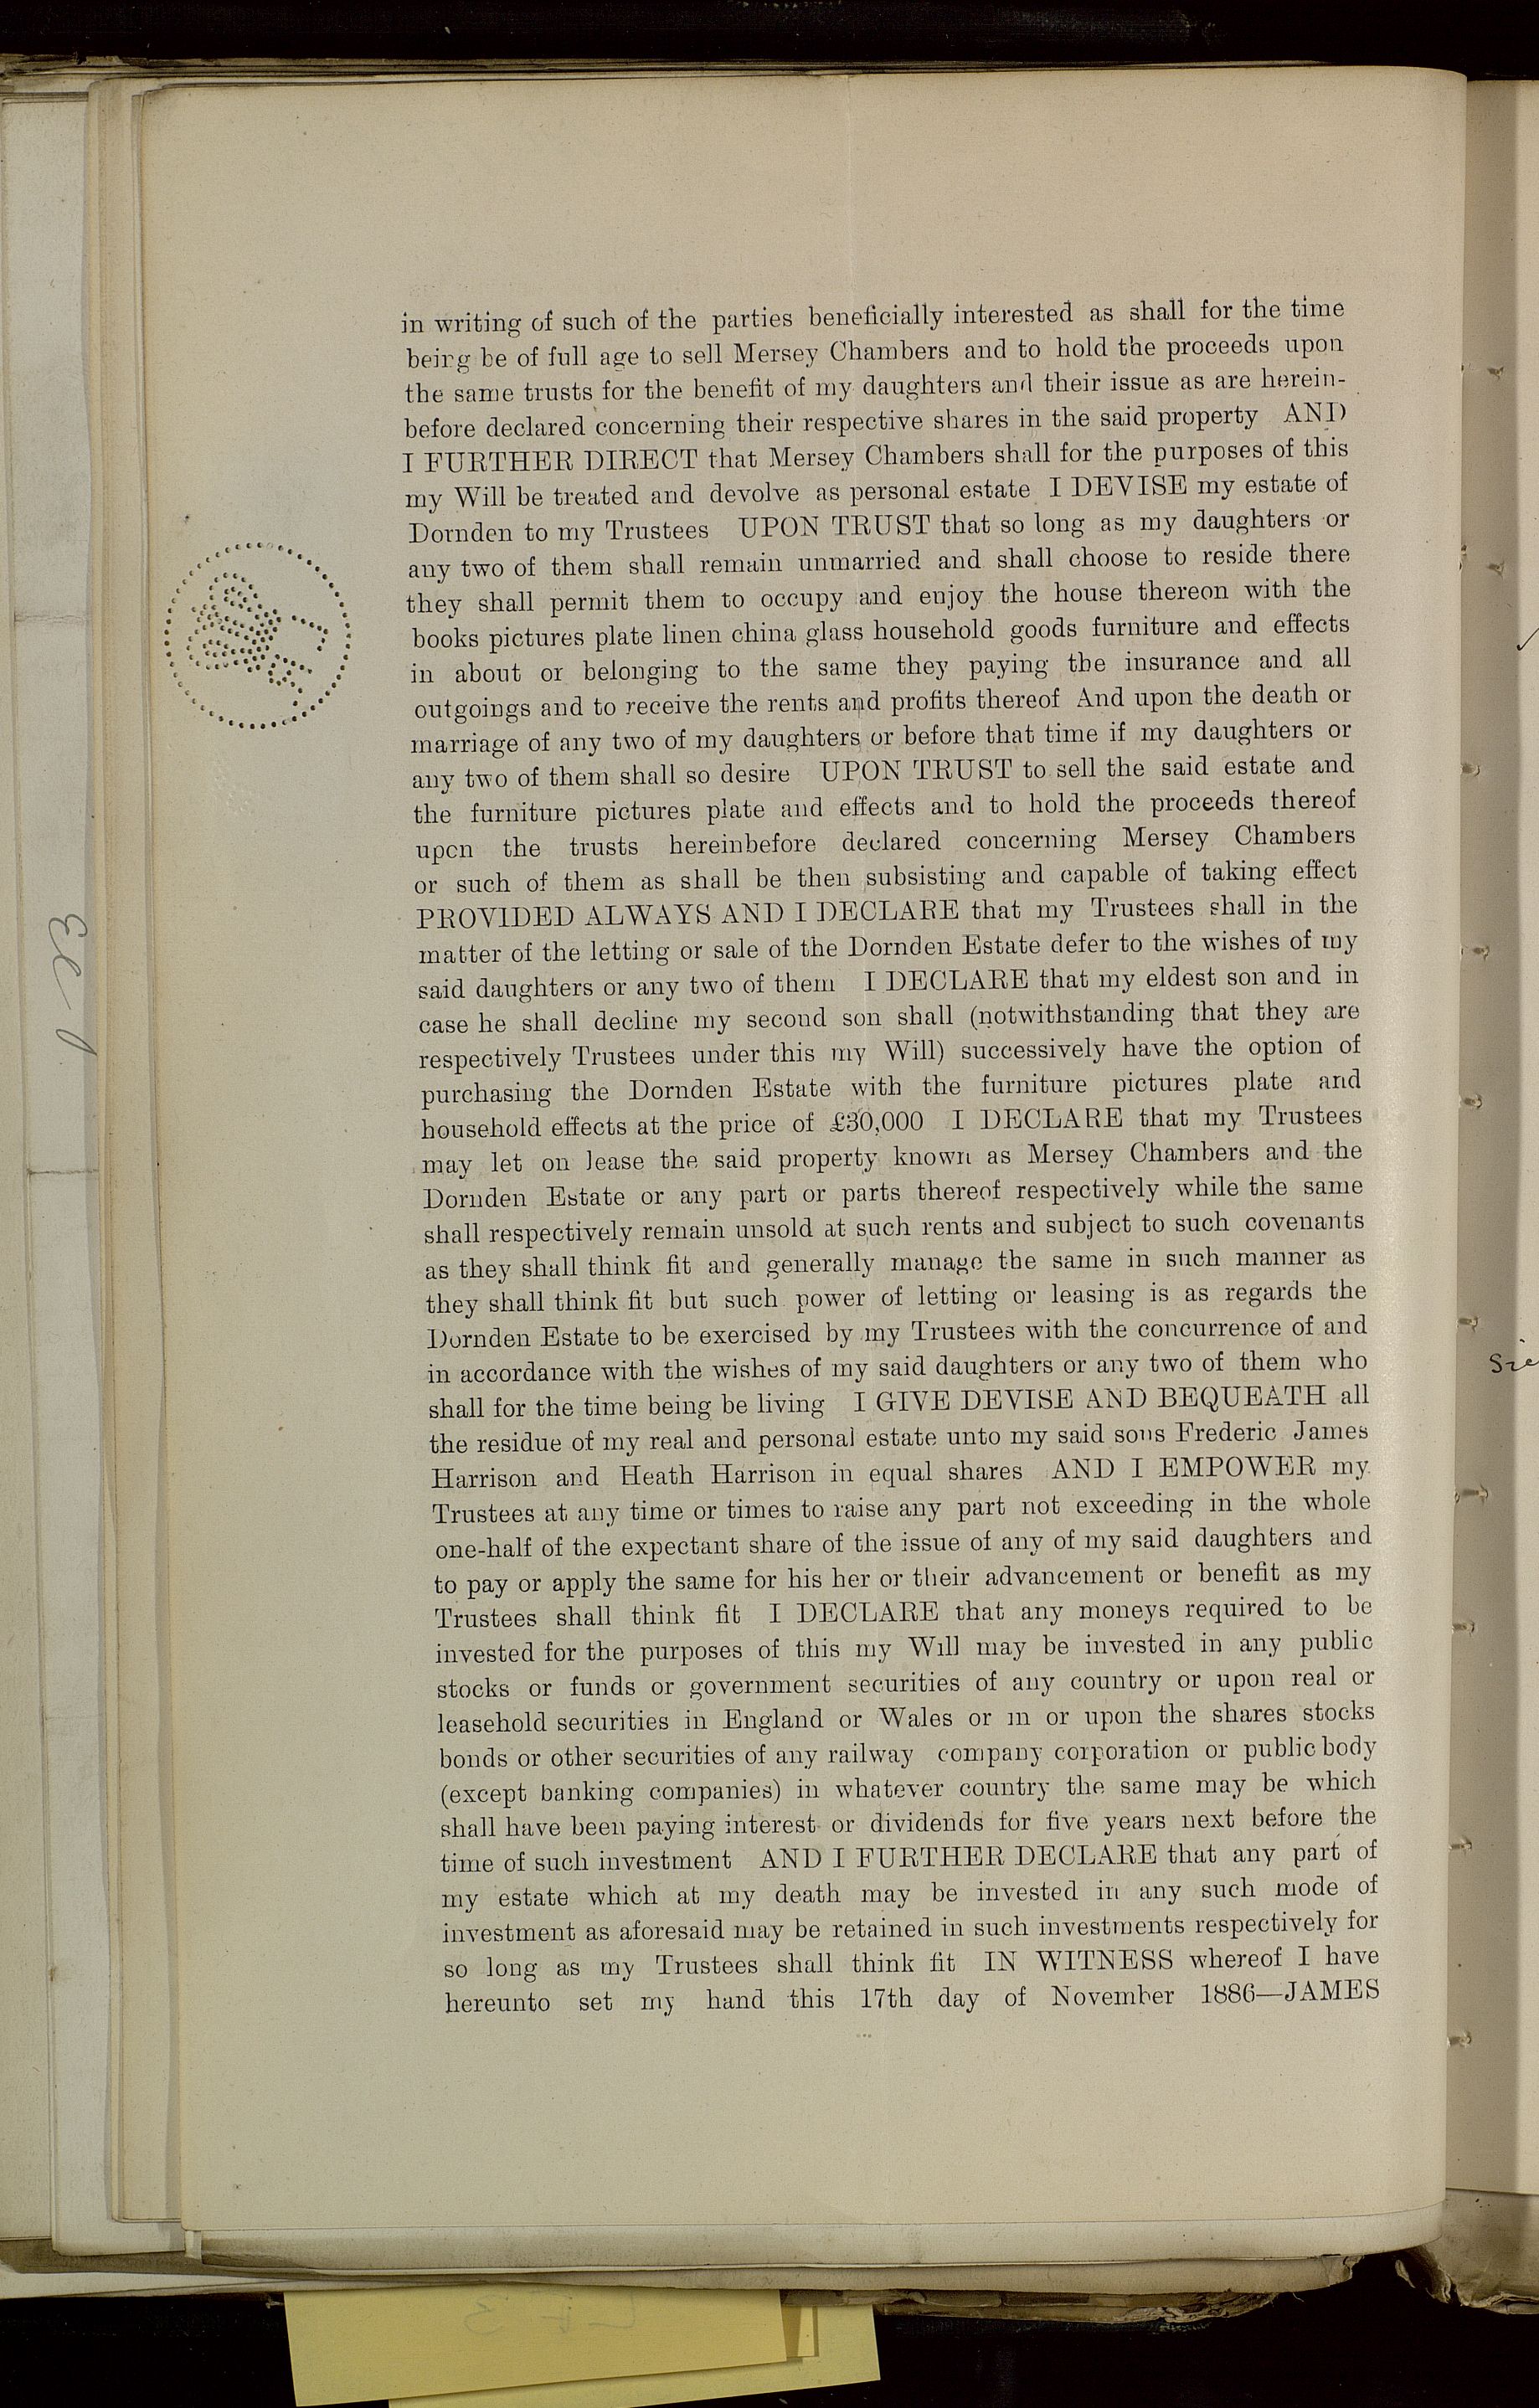 in writing of such of the parties beneficially interested as shall for the time
being be of full age to sell Mersey Chambers and to hold the proceeds upon
the same trusts for the benefit of my daughters and their issue as are herein-
before declared concerning their respective shares in the said property AND
I FURTHER DIRECT that Mersey Chambers shall for the purposes of this
my Will be treated and devolve as personal estate I DEVISE my estate of
Dornden to my Trustees UPON TRUST that so long as my daughters or
any two of them shall remain unmarried and shall choose to reside there
they shall permit them to occupy and enjoy the house thereon with the
books pictures plate linen china glass household goods furniture and effects
in about or belonging to the same they paying the insurance and all
outgoings and to receive the rents and profits thereof And upon the death or
marriage of any two of my daughters or before that time if my daughters or
any two of them shall so desire UPON TRUST to sell the said estate and
the furniture pictures plate and effects and to hold the proceeds thereof
upon the trusts hereinbefore declared concerning Mersey Chambers
or such of them as shall be then subsisting and capable of taking effect
PROVIDED ALWAYS AND I DECLARE that my Trustees shall in the
matter of the letting or sale of the Dornden Estate defer to the wishes of my
said daughters or any two of them I DECLARE that my eldest son and in
case he shall decline my second son shall (notwithstanding that they are
respectively Trustees under this my Will) successively have the option of
purchasing the Dornden Estate with the furniture pictures plate and
household effects at the price of £30,000 I DECLARE that my Trustees
may let on lease the said property known as Mersey Chambers and the
Dornden Estate or any part or parts thereof respectively while the same
shall respectively remain unsold at such rents and subject to such covenants
as they shall think fit and generally manage the same in such manner as
they shall think fit but such power of letting or leasing is as regards the
Dornden Estate to be exercised by my Trustees with the concurrence of and
in accordance with the wishes of my said daughters or any two of them who
shall for the time being be living I GIVE DEVISE AND BEQUEATH all
the residue of my real and personal estate unto my said sons Frederic James
Harrison and Heath Harrison in equal shares AND I EMPOWER my
Trustees at any time or times to raise any part not exceeding in the whole
one-half of the expectant share of the issue of any of my said daughters and
to pay or apply the same for his her or their advancement or benefit as my
Trustees shall think fit I DECLARE that any moneys required to be
invested for the purposes of this my Will may be invested in any public
stocks or funds or government securities of any country or upon real or
leasehold securities in England or Wales or in or upon the shares stocks
bonds or other securities of any railway company corporation or public body
(except banking companies) in whatever country the same may be which
shall have been paying interest or dividends for five years next before the
time of such investment AND I FURTHER DECLARE that any part of
my estate which at my death may be invested in any such mode of
investment as aforesaid may be retained in such investments respectively for
so long as my Trustees shall think fit IN WITNESS whereof I have
hereunto set my hand this 17th day of November 1886—JAMES